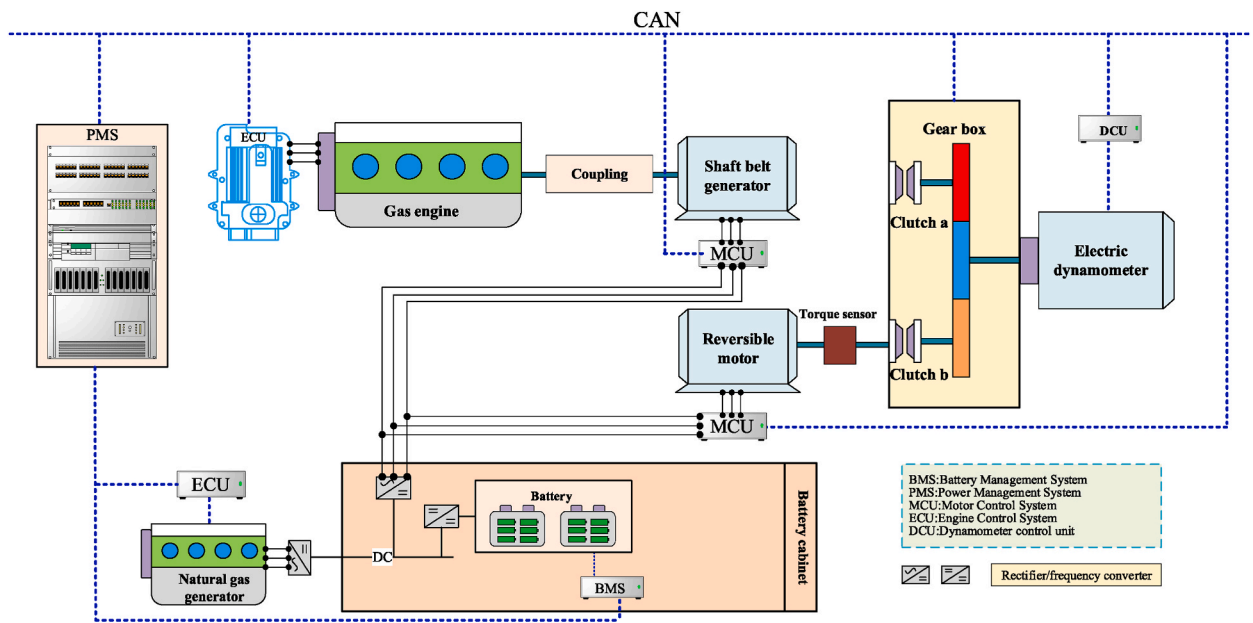 CAN
PMS
ECU
Gas engine
Coupling
Shaft belt
generator
MCU
Gear box
Clutch a
Clutch b
DCU
Electric
dynamometer
Torque sensor
Reversible
motor
MCU
ECU
Natural gas
generator
DC
Battery
BMS
Battery cabinet
BMS:Battery Management System
PMS:Power Management System
MCU:Motor Control System
ECU:Engine Control System
DCU:Dynamometer control unit
Rectifier/frequency converter